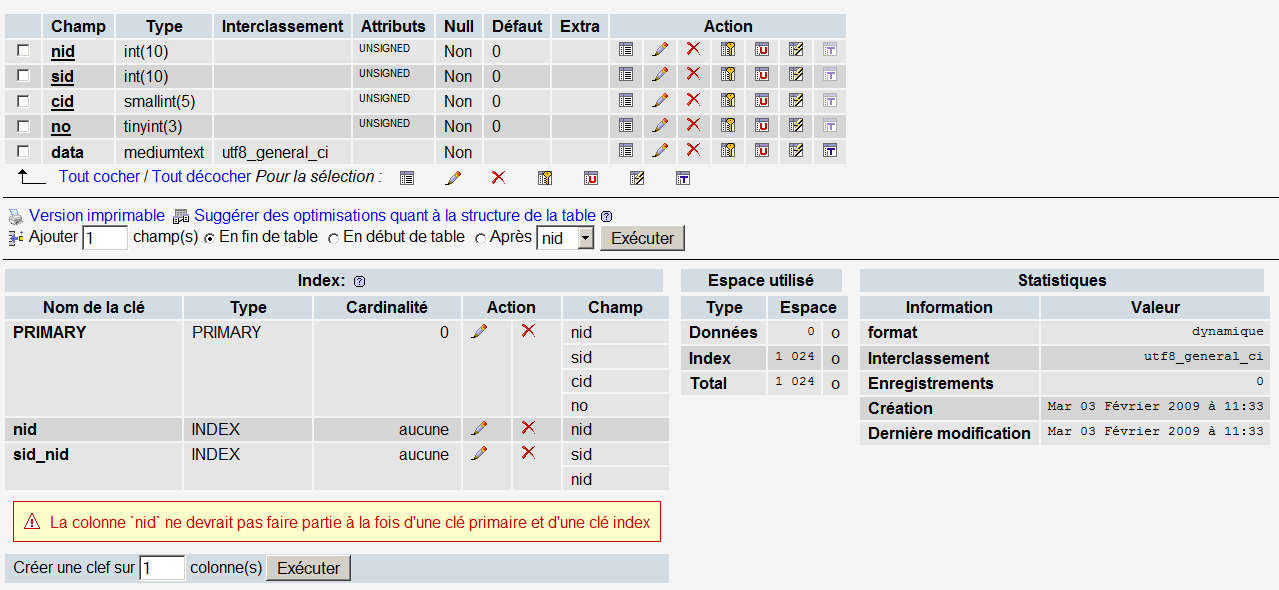 Champ Type Interclassement Attributs Null Défaut Extra Action
nid int(10) UNSIGNED Non 0
sid int(10) UNSIGNED Non 0
cid smallint(5) UNSIGNED Non 0
no tinyint(3) UNSIGNED Non 0
data mediumtext utf8_general_ci Non
Tout cocher / Tout décocher Pour la sélection :
Version imprimable Suggérer des optimisations quant à la structure de la table
Ajouter 1 champ(s) En fin de table En début de table Après nid Exécuter
Index: Espace utilisé Statistiques
Nom de la clé Type Cardinalité Action Champ Type Espace Information Valeur
PRIMARY PRIMARY 0 nid Données 0 o format dynamique
sid Index 1 024 o Interclassement utf8_general_ci
cid Total 1 024 o Enregistrements 0
no Création Mar 03 Février 2009 à 11:33
nid INDEX aucune nid Dernière modification Mar 03 Février 2009 à 11:33
sid_nid INDEX aucune sid
nid
La colonne `nid` ne devrait pas faire partie à la fois d'une clé primaire et d'une clé index
Créer une clef sur 1 colonne(s) Exécuter